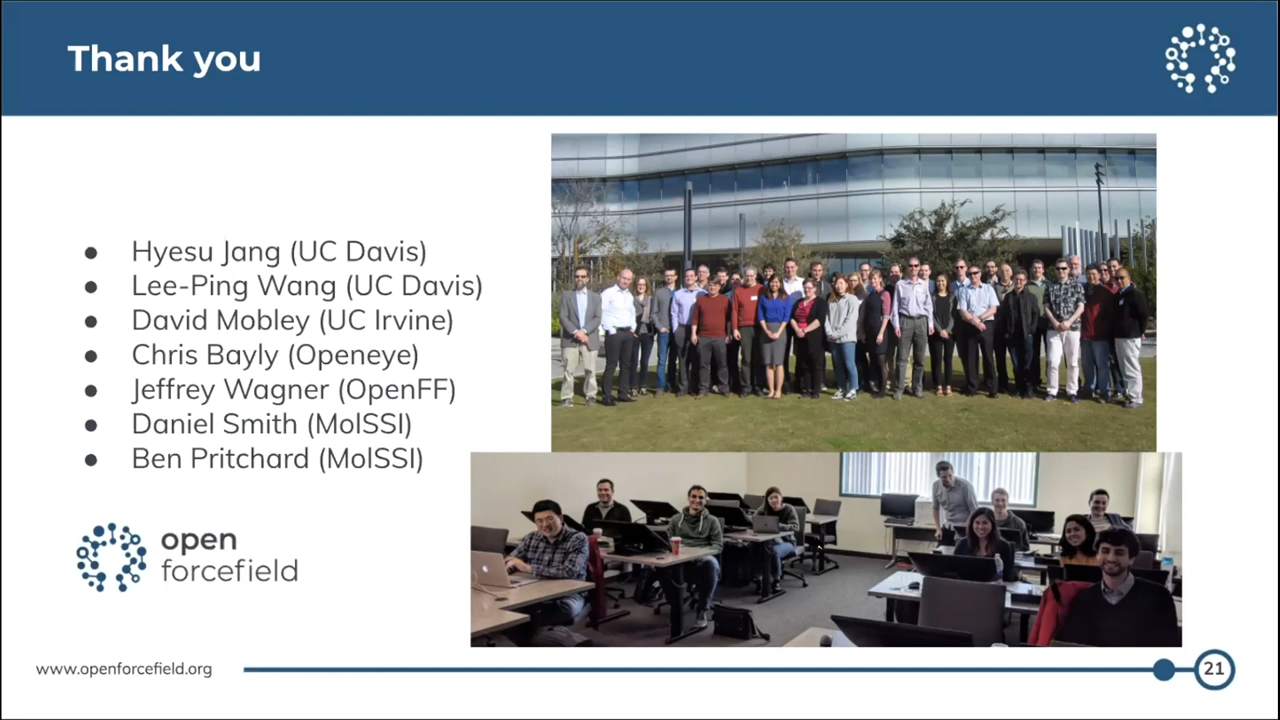 Thank you
● Hyesu Jang (UC Davis)
● Lee-Ping Wang (UC Davis)
● David Mobley (UC Irvine)
● Chris Bayly (Openeye)
● Jeffrey Wagner (OpenFF)
● Daniel Smith (MolSSI)
● Ben Pritchard (MolSSI)
open
forcefield
www.openforcefield.org
21